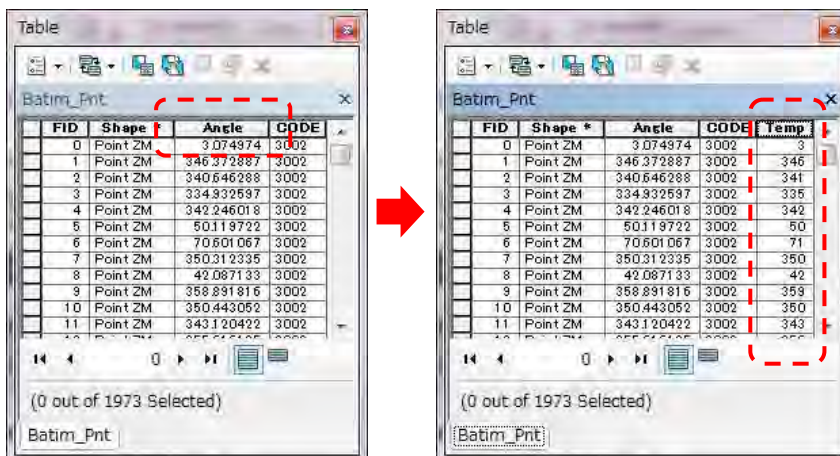 Table
Batim_Pnt
FID Shape * Angle CODE
0 Point ZM 3.074974 3002
1 Point ZM 346.372887 3002
2 Point ZM 340.646288 3002
3 Point ZM 334.932597 3002
4 Point ZM 342.246018 3002
5 Point ZM 50.119722 3002
6 Point ZM 70.601067 3002
7 Point ZM 350.312335 3002
8 Point ZM 42.087133 3002
9 Point ZM 358.891816 3002
10 Point ZM 350.443052 3002
11 Point ZM 343.120422 3002
0
(0 out of 1973 Selected)
Batim_Pnt
Table
Batim_Pnt
FID Shape * Angle CODE Temp
0 Point ZM 3.074974 3002 3
1 Point ZM 346.372887 3002 346
2 Point ZM 340.646288 3002 341
3 Point ZM 334.932597 3002 335
4 Point ZM 342.246018 3002 342
5 Point ZM 50.119722 3002 50
6 Point ZM 70.601067 3002 71
7 Point ZM 350.312335 3002 350
8 Point ZM 42.087133 3002 42
9 Point ZM 358.891816 3002 359
10 Point ZM 350.443052 3002 350
11 Point ZM 343.120422 3002 343
0
(0 out of 1973 Selected)
Batim_Pnt